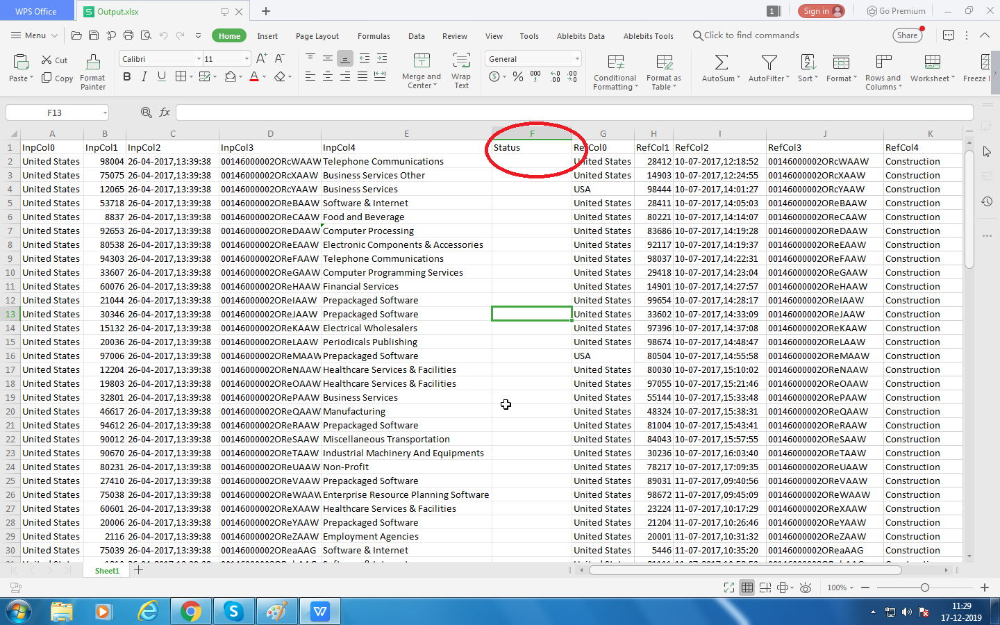 WPS Office Output.xlsx 1 Sign in Go Premium
Menu Home Insert Page Layout Formulas Data Review View Tools Ablebits Data Ablebits Tools Click to find commands Share
Cut Calibri 11 A+ A- General
Paste Copy Format Painter B I U A Merge and Center Wrap Text $ % 000 Conditional Formatting Format as Table AutoSum AutoFilter Sort Format Rows and Columns Worksheet Freeze
F13 fx
A B C D E F G H I J K
1 InpCol0 InpCol1 InpCol2 InpCol3 InpCol4 Status RefCol0 RefCol1 RefCol2 RefCol3 RefCol4
2 United States 98004 26-04-2017,13:39:38 00146000002ORcWAAW Telephone Communications United States 28412 10-07-2017,12:18:52 00146000002ORcWAAW Construction
3 United States 75075 26-04-2017,13:39:38 00146000002ORcXAAW Business Services Other United States 14903 10-07-2017,12:24:55 00146000002ORcXAAW Construction
4 United States 12065 26-04-2017,13:39:38 00146000002ORcYAAW Business Services USA 98444 10-07-2017,14:01:27 00146000002ORcYAAW Construction
5 United States 53718 26-04-2017,13:39:38 00146000002OReBAAW Software & Internet United States 28411 10-07-2017,14:05:03 00146000002OReBAAW Construction
6 United States 8837 26-04-2017,13:39:38 00146000002OReCAAW Food and Beverage United States 80221 10-07-2017,14:14:07 00146000002OReCAAW Construction
7 United States 92653 26-04-2017,13:39:38 00146000002OReDAAW Computer Processing United States 83686 10-07-2017,14:19:28 00146000002OReDAAW Construction
8 United States 80538 26-04-2017,13:39:38 00146000002OReEAAW Electronic Components & Accessories United States 92117 10-07-2017,14:19:37 00146000002OReEAAW Construction
9 United States 94303 26-04-2017,13:39:38 00146000002OReFAAW Telephone Communications United States 98037 10-07-2017,14:22:31 00146000002OReFAAW Construction
10 United States 33607 26-04-2017,13:39:38 00146000002OReGAAW Computer Programming Services United States 29418 10-07-2017,14:23:04 00146000002OReGAAW Construction
11 United States 60076 26-04-2017,13:39:38 00146000002OReHAAW Financial Services United States 14901 10-07-2017,14:27:57 00146000002OReHAAW Construction
12 United States 21044 26-04-2017,13:39:38 00146000002OReIAAW Prepackaged Software United States 99654 10-07-2017,14:28:17 00146000002OReIAAW Construction
13 United States 30346 26-04-2017,13:39:38 00146000002OReJAAW Prepackaged Software United States 33602 10-07-2017,14:33:09 00146000002OReJAAW Construction
14 United States 15132 26-04-2017,13:39:38 00146000002OReKAAW Electrical Wholesalers United States 97396 10-07-2017,14:37:08 00146000002OReKAAW Construction
15 United States 20036 26-04-2017,13:39:38 00146000002OReLAAW Periodicals Publishing United States 98674 10-07-2017,14:48:47 00146000002OReLAAW Construction
16 United States 97006 26-04-2017,13:39:38 00146000002OReMAAW Prepackaged Software USA 80504 10-07-2017,14:55:58 00146000002OReMAAW Construction
17 United States 12204 26-04-2017,13:39:38 00146000002OReNAAW Healthcare Services & Facilities United States 80030 10-07-2017,15:10:02 00146000002OReNAAW Construction
18 United States 19803 26-04-2017,13:39:38 00146000002OReOAAW Healthcare Services & Facilities United States 97055 10-07-2017,15:21:46 00146000002OReOAAW Construction
19 United States 32801 26-04-2017,13:39:38 00146000002ORePAAW Business Services United States 55144 10-07-2017,15:33:48 00146000002ORePAAW Construction
20 United States 46617 26-04-2017,13:39:38 00146000002OReQAAW Manufacturing United States 48324 10-07-2017,15:38:31 00146000002OReQAAW Construction
21 United States 94612 26-04-2017,13:39:38 00146000002OReRAAW Prepackaged Software United States 81004 10-07-2017,15:43:41 00146000002OReRAAW Construction
22 United States 90012 26-04-2017,13:39:38 00146000002OReSAAW Miscellaneous Transportation United States 84043 10-07-2017,15:57:55 00146000002OReSAAW Construction
23 United States 90670 26-04-2017,13:39:38 00146000002OReTAAW Industrial Machinery And Equipments United States 30236 10-07-2017,16:03:40 00146000002OReTAAW Construction
24 United States 80231 26-04-2017,13:39:38 00146000002OReUAAW Non-Profit United States 78217 10-07-2017,17:09:35 00146000002OReUAAW Construction
25 United States 27410 26-04-2017,13:39:38 00146000002OReVAAW Prepackaged Software United States 89031 11-07-2017,09:40:56 00146000002OReVAAW Construction
26 United States 75038 26-04-2017,13:39:38 00146000002OReWAAW Enterprise Resource Planning Software United States 98672 11-07-2017,09:45:09 00146000002OReWAAW Construction
27 United States 60601 26-04-2017,13:39:38 00146000002OReXAAW Healthcare Services & Facilities United States 23224 11-07-2017,10:17:29 00146000002OReXAAW Construction
28 United States 20006 26-04-2017,13:39:38 00146000002OReYAAW Prepackaged Software United States 21204 11-07-2017,10:26:46 00146000002OReYAAW Construction
29 United States 2116 26-04-2017,13:39:38 00146000002OReZAAW Employment Agencies United States 20001 11-07-2017,10:31:32 00146000002OReZAAW Construction
30 United States 75039 26-04-2017,13:39:38 00146000002OReaAAG Software & Internet United States 5446 11-07-2017,10:35:20 00146000002OReaAAG Construction
Sheet1
100%
11:29
17-12-2019